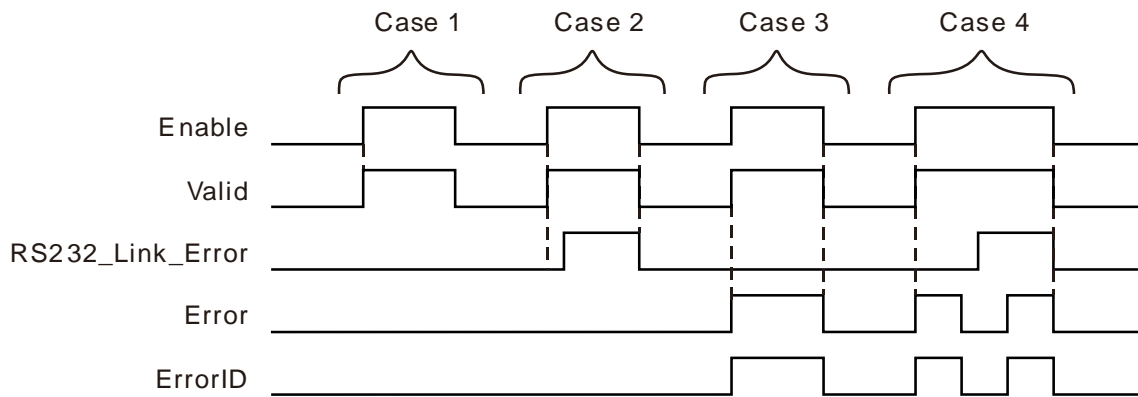 Case 1 Case 2 Case 3 Case 4
Enable
Valid
RS232_Link_Error
Error
ErrorID